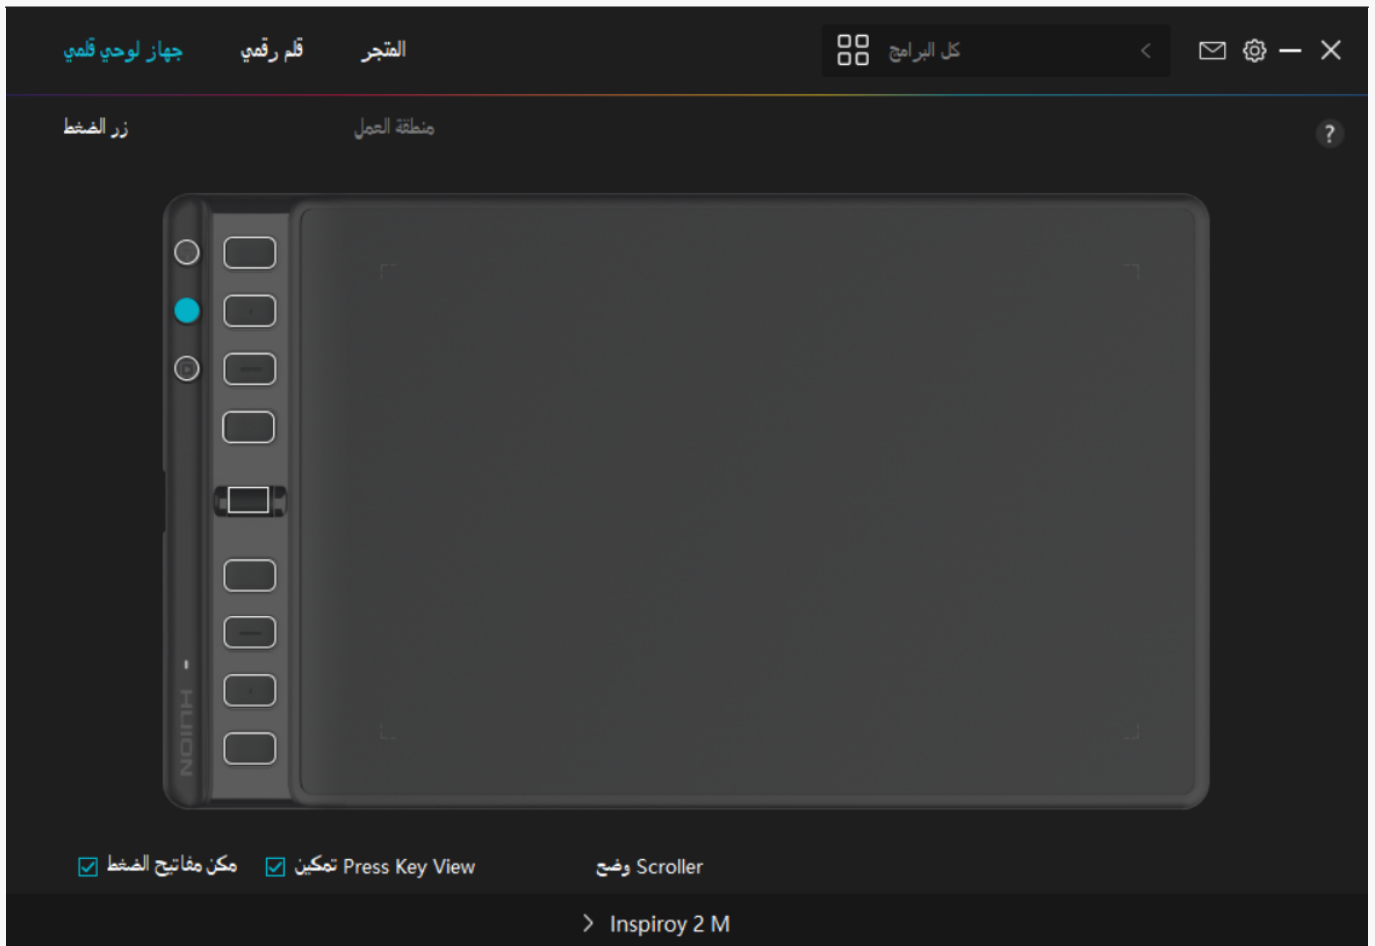 جهاز لوحي قلمي
قلم رقمي
المتجر
كل البرامج
زر الضغط
منطقة العمل
?
HUION
مكن مفاتيح الضغط
تمكين Press Key View
وضع Scroller
Inspiroy 2 M